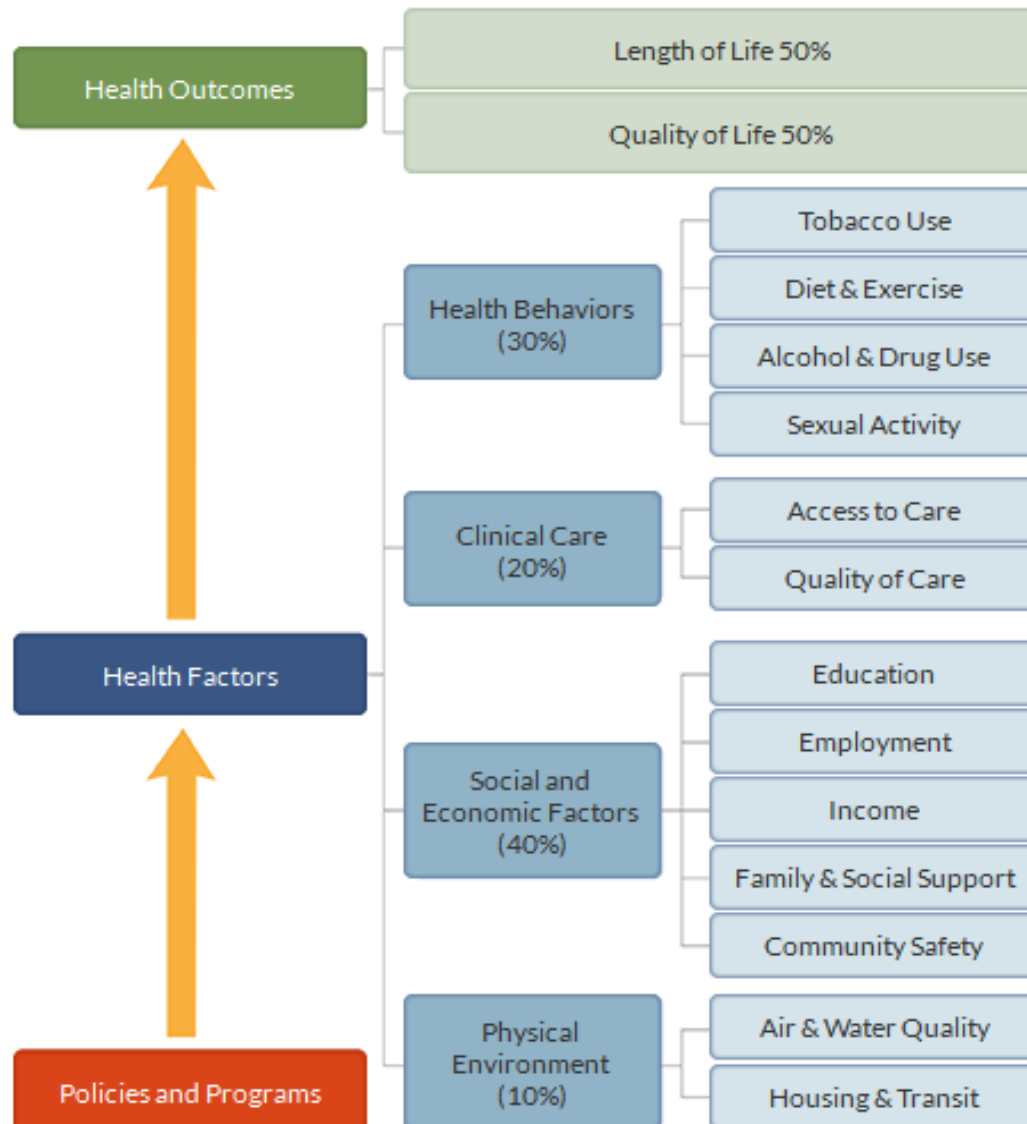 Health Outcomes
Length of Life 50%
Quality of Life 50%
Health Factors
Health Behaviors
(30%)
Tobacco Use
Diet & Exercise
Alcohol & Drug Use
Sexual Activity
Clinical Care
(20%)
Access to Care
Quality of Care
Social and
Economic Factors
(40%)
Education
Employment
Income
Family & Social Support
Community Safety
Physical
Environment
(10%)
Air & Water Quality
Housing & Transit
Policies and Programs